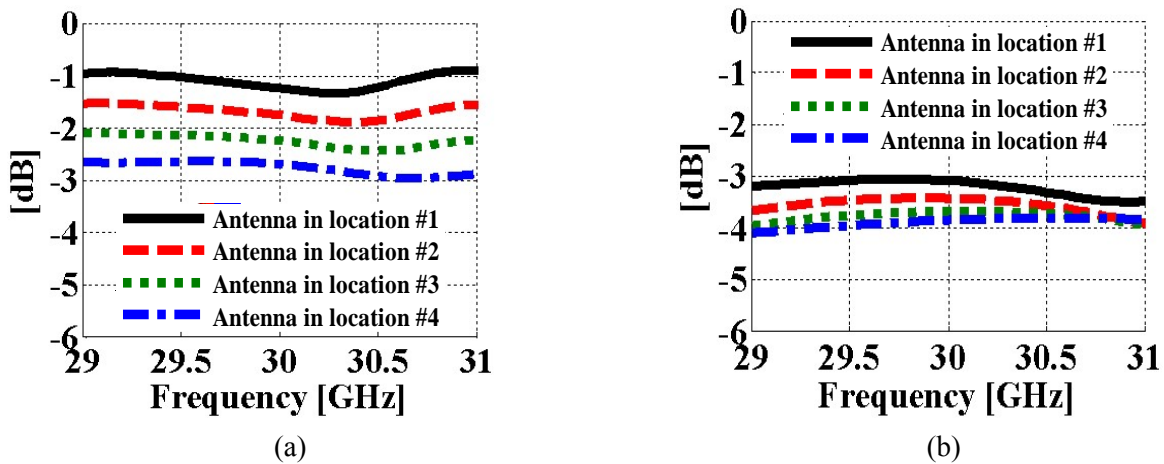 0
-1
-2
-3
-4
-5
-6
[dB]
Antenna in location #1
Antenna in location #2
Antenna in location #3
Antenna in location #4
29 29.5 30 30.5 31
Frequency [GHz]
(a)
0
-1
-2
-3
-4
-5
-6
[dB]
Antenna in location #1
Antenna in location #2
Antenna in location #3
Antenna in location #4
29 29.5 30 30.5 31
Frequency [GHz]
(b)